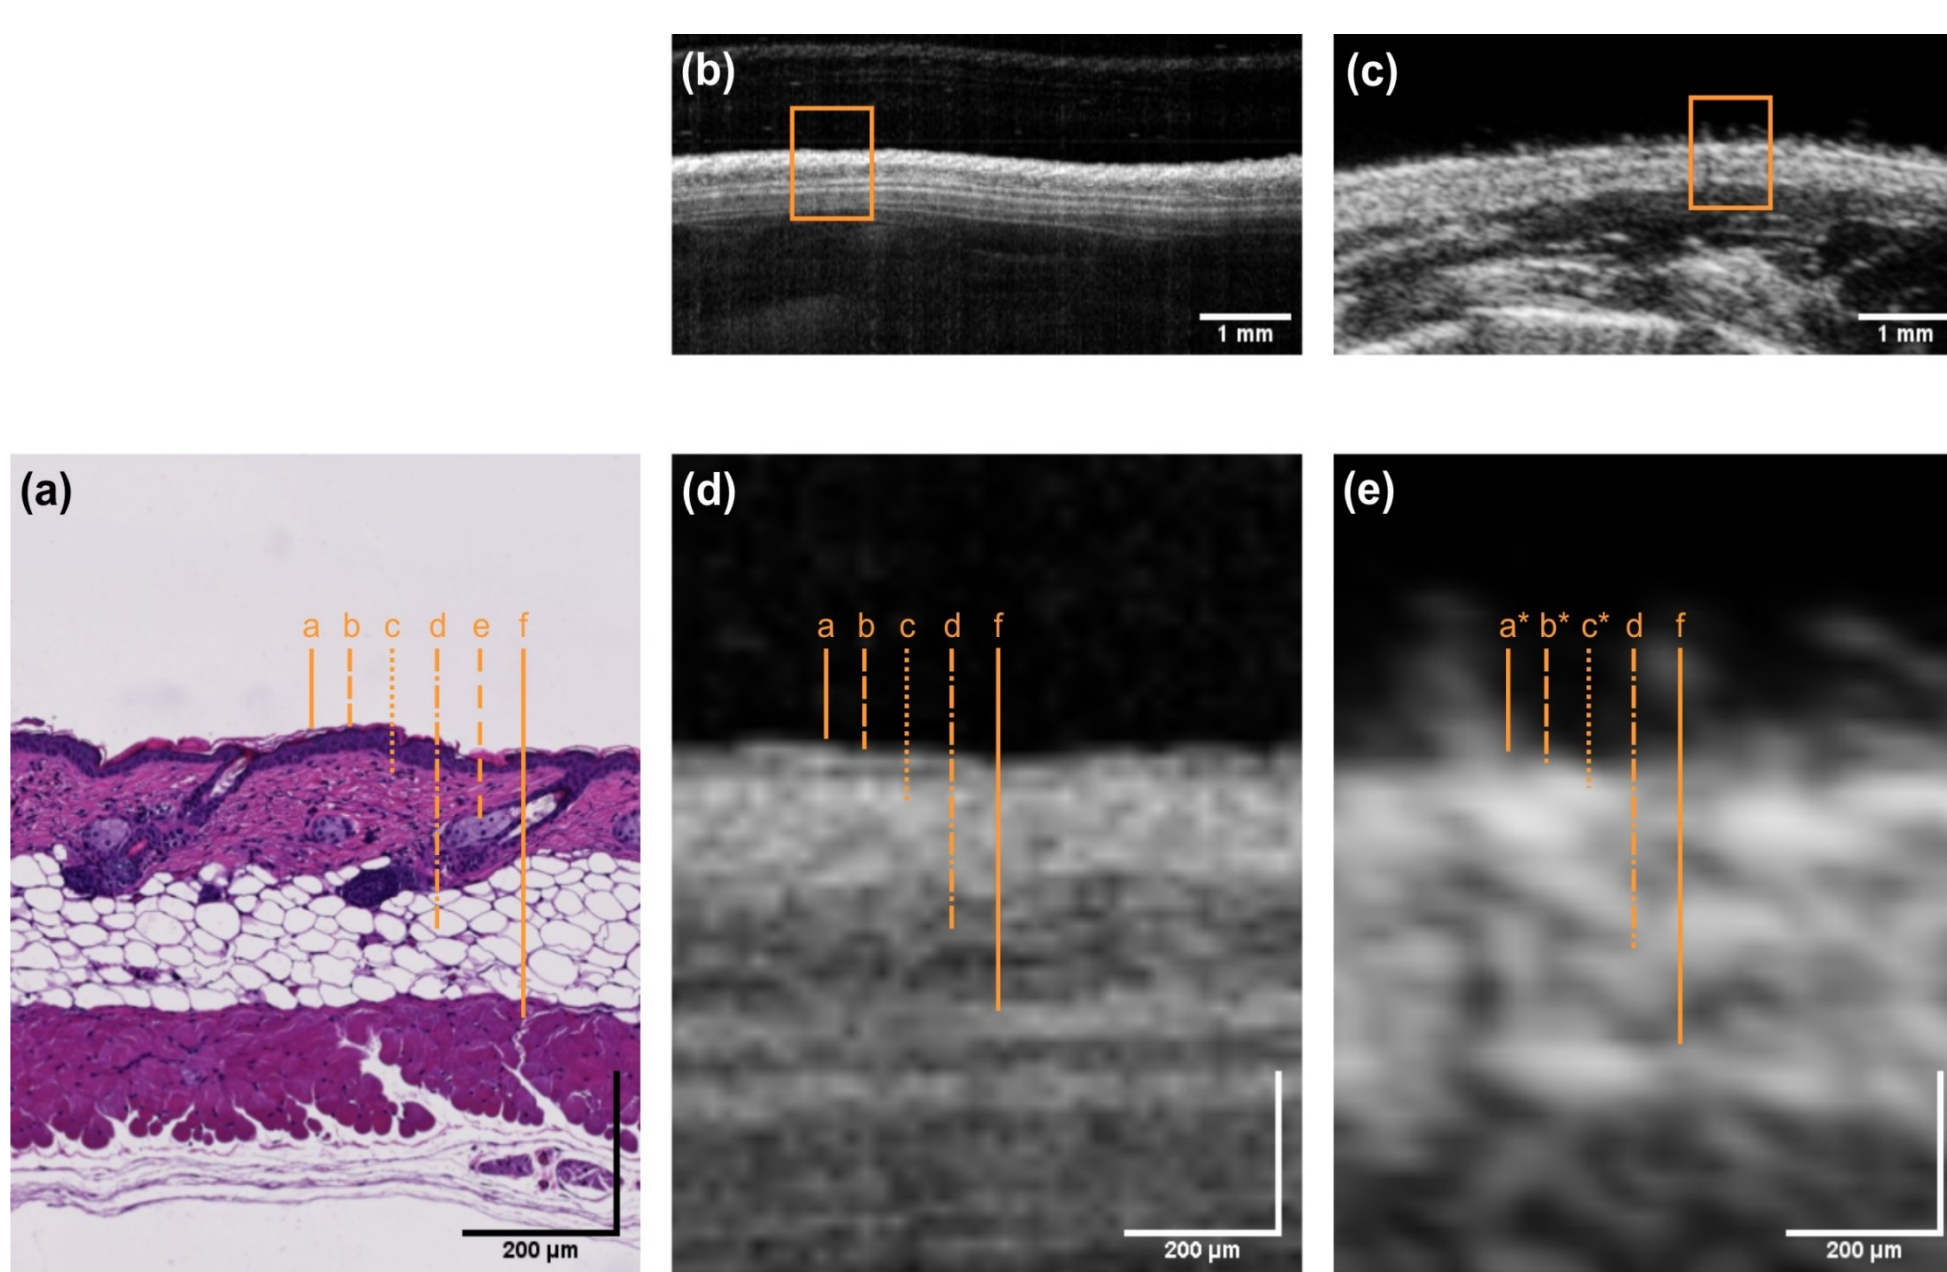 (b)
1 mm
(c)
1 mm
(a)
a b c d e f
200 µm
(d)
a b c d f
200 µm
(e)
a* b* c* d f
200 µm